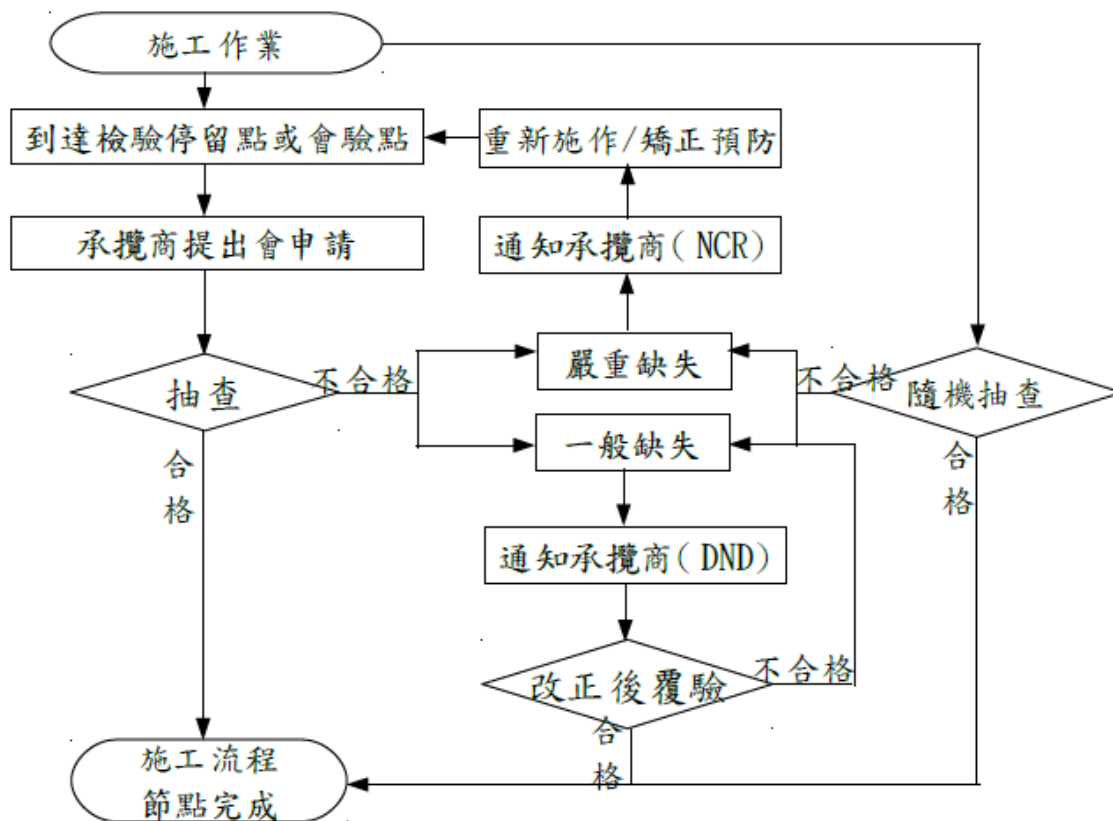 施工作業
到達檢驗停留點或會驗點
重新施作/矯正預防
承攬商提出會申請
通知承攬商(NCR)
嚴重缺失
抽查
不合格
不合格
隨機抽查
一般缺失
合
格
合
格
通知承攬商(DND)
改正後覆驗
不合格
合
格
施工流程
節點完成